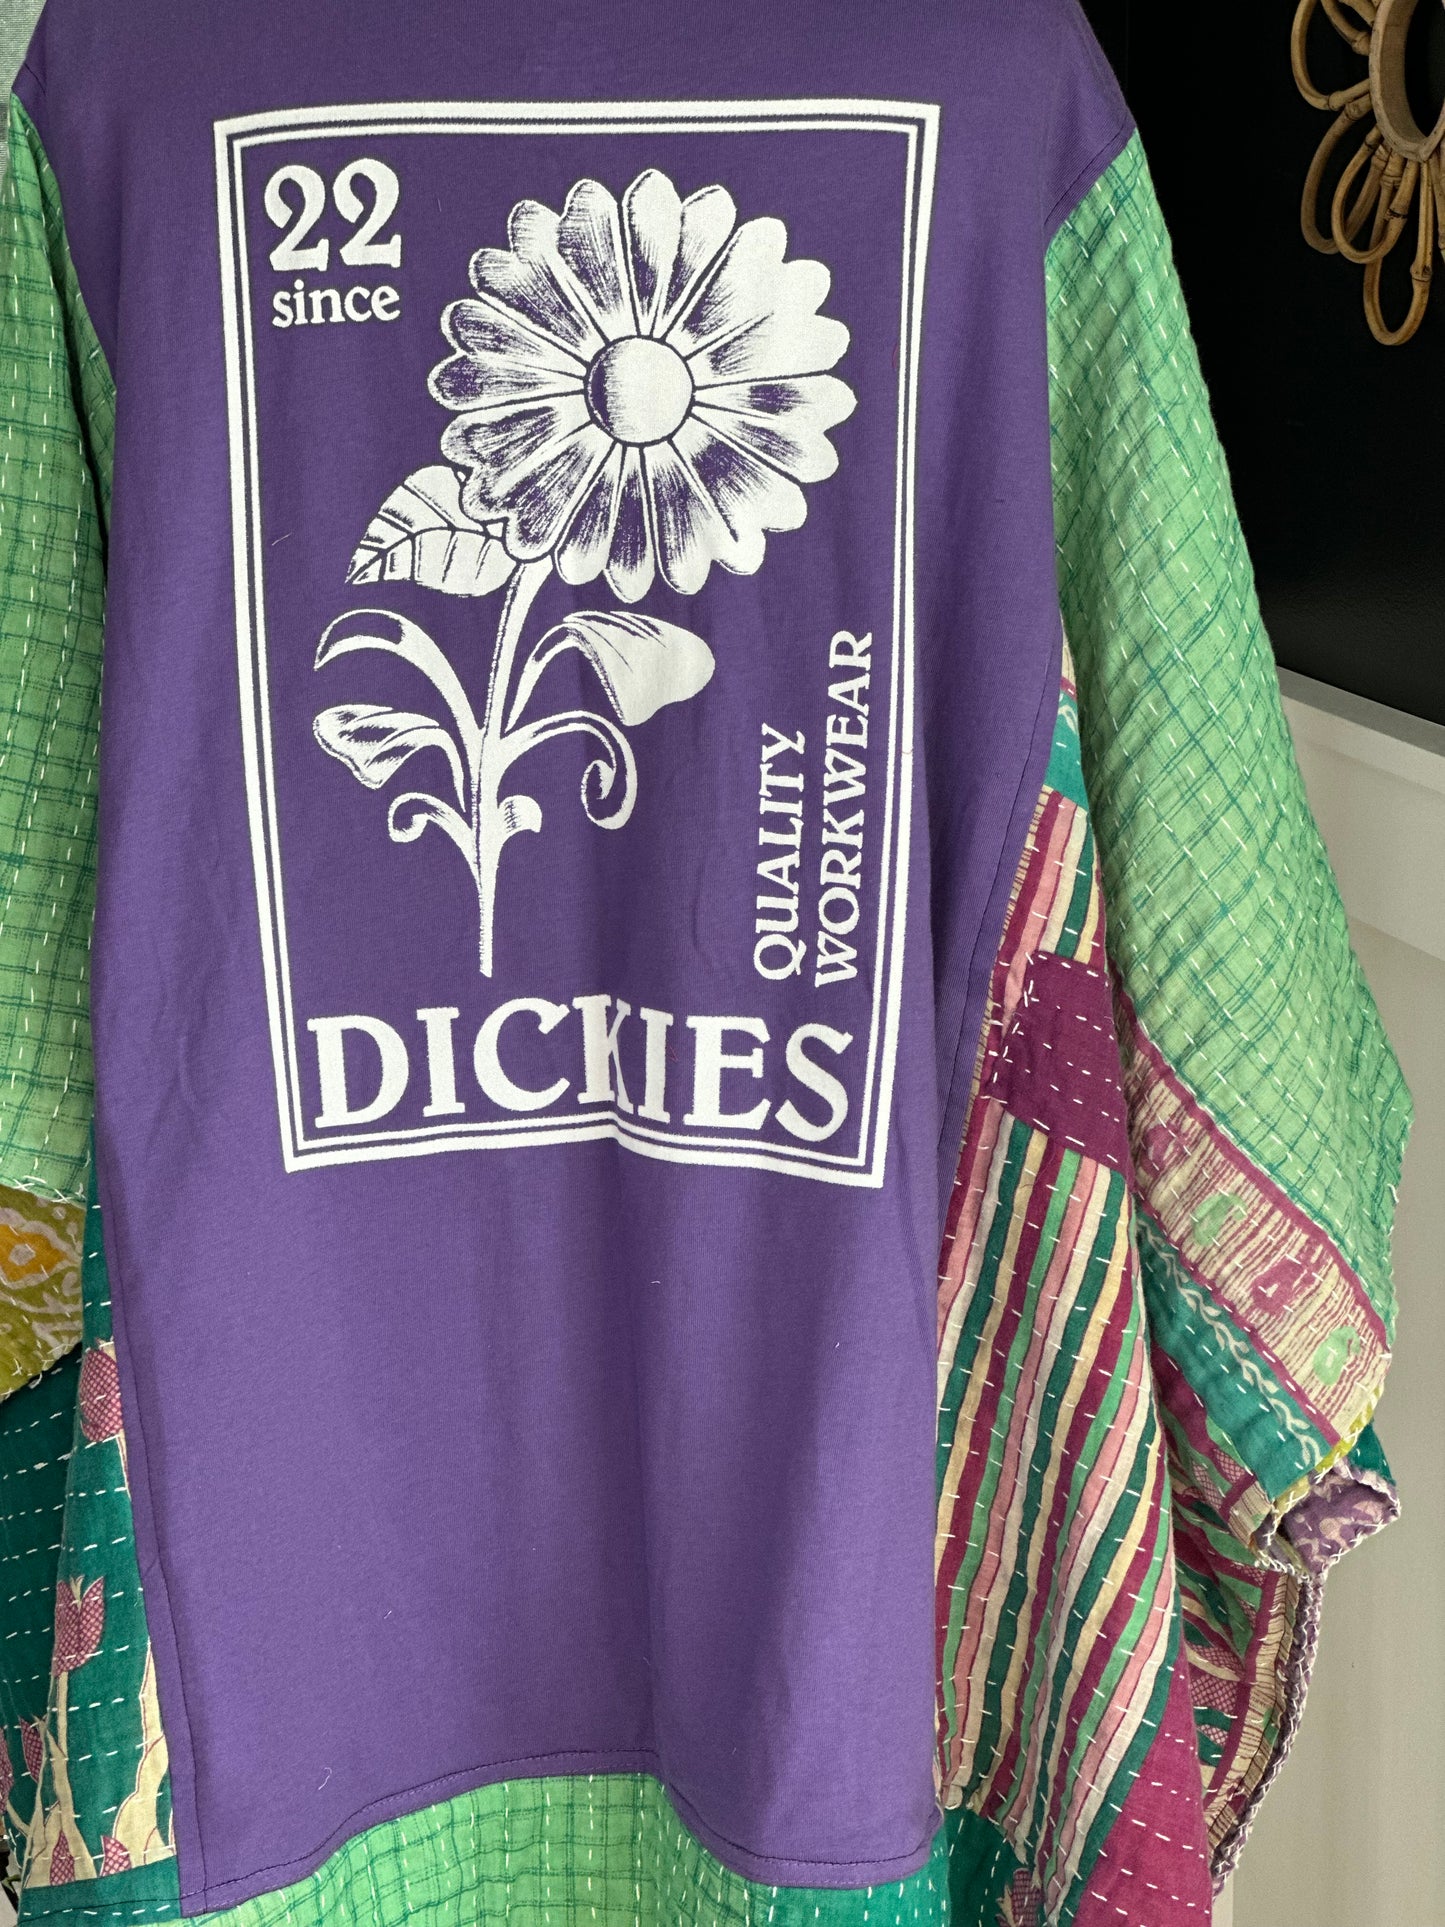 22
since
QUALITY
WORKWEAR
DICKIES